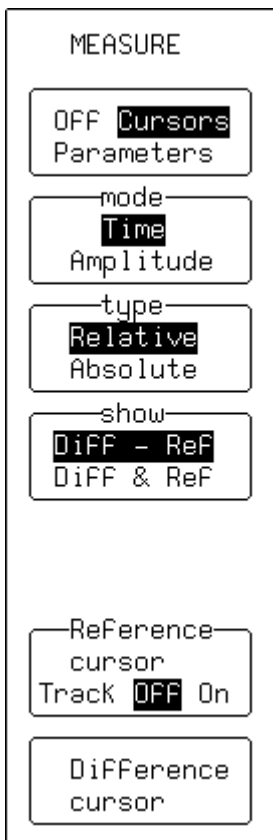 MEASURE
OFF Cursors
Parameters
mode
Time
Amplitude
type
Relative
Absolute
show
Diff - Ref
Diff & Ref
Reference
cursor
Track Off On
Difference
cursor